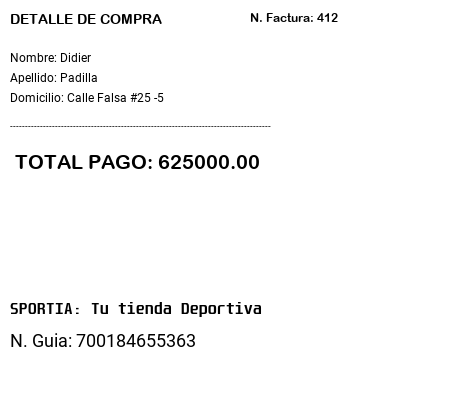 DETALLE DE COMPRA
N. Factura: 412
Nombre: Didier
Apellido: Padilla
Domicilio: Calle Falsa #25 -5
TOTAL PAGO: 625000.00
SPORTIA: Tu tienda Deportiva
N. Guia: 700184655363